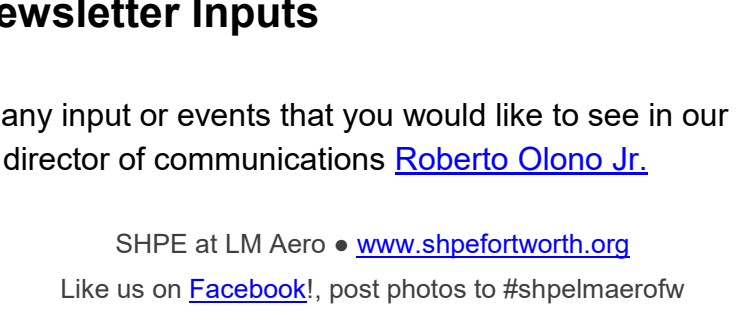 ewsletter Inputs
any input or events that you would like to see in our
director of communications Roberto Olono Jr.
SHPE at LM Aero ● www.shpefortworth.org
Like us on Facebook!, post photos to #shpelmaerofw